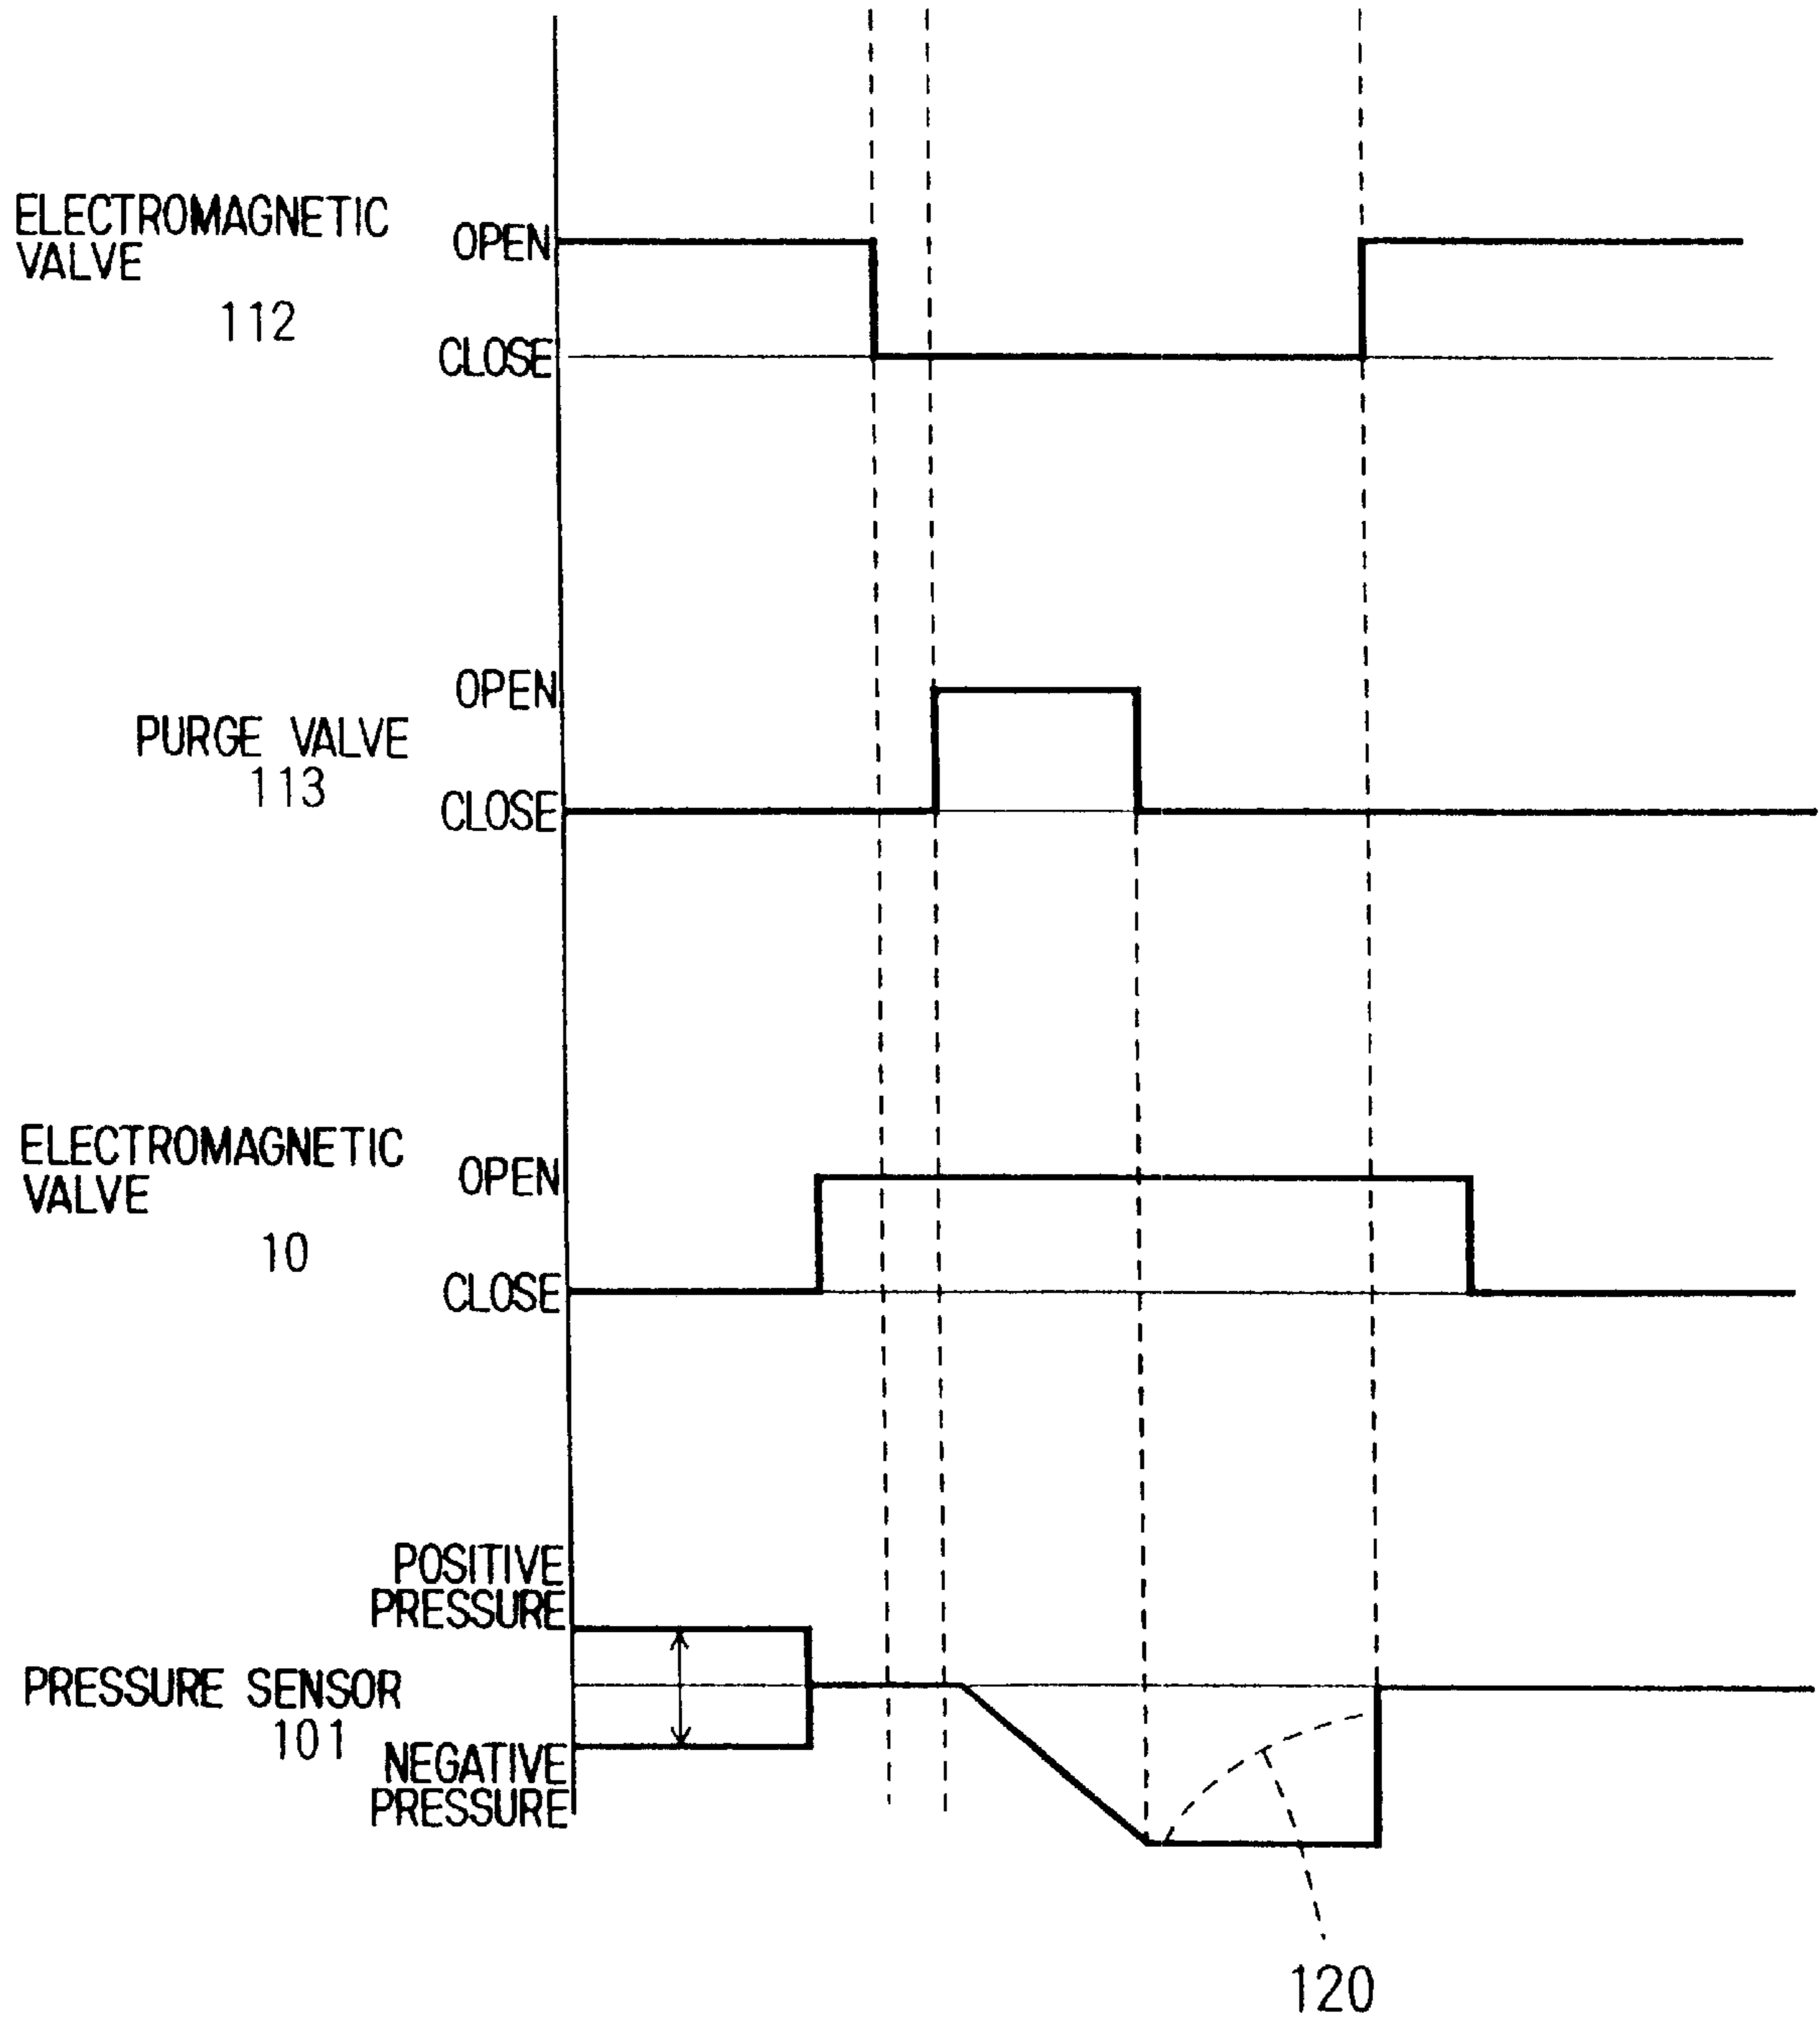 ELECTROMAGNETIC
VALVE
112
OPEN
CLOSE
PURGE VALVE
113
OPEN
CLOSE
ELECTROMAGNETIC
VALVE
10
OPEN
CLOSE
POSITIVE
PRESSURE
PRESSURE SENSOR
101
NEGATIVE
PRESSURE
120